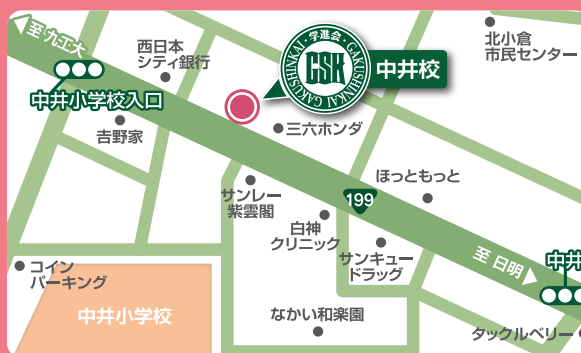 至 九工大
西日本
シティ銀行
学進会・GAKUSHINKAI・GAKUSHINKAI
GSK
中井校
北小倉
市民センター
中井小学校入口
吉野家
三六ホンダ
ほっともっと
サンレー
紫雲閣
199
白神
クリニック
サンキュー
ドラッグ
至 日明
中井
コイン
パーキング
中井小学校
なかい和楽園
タックルベリー